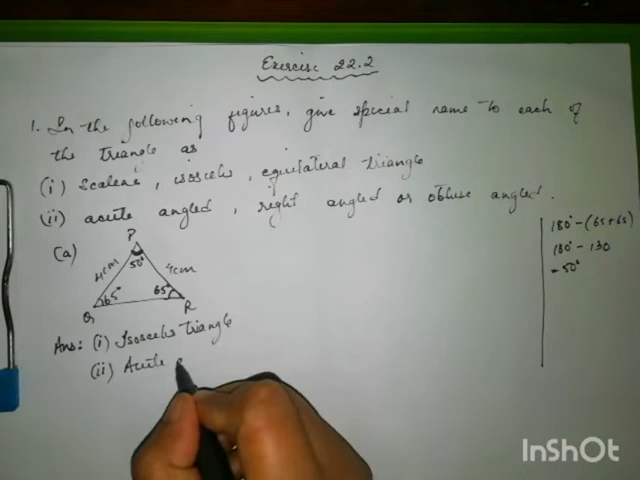 Exercise 22.2
1. In the following figures, give special name to each of
the triangle as
(i) Scalene, isosceles, equilateral triangle
(ii) acute angled, right angled or obtuse angled.
(a)
P
4cm
50°
4cm
65°
65°
Q
R
Ans: (i) Isosceles triangle
(ii) Acute
180° - (65+65)
180° - 130
= 50°
InShOt